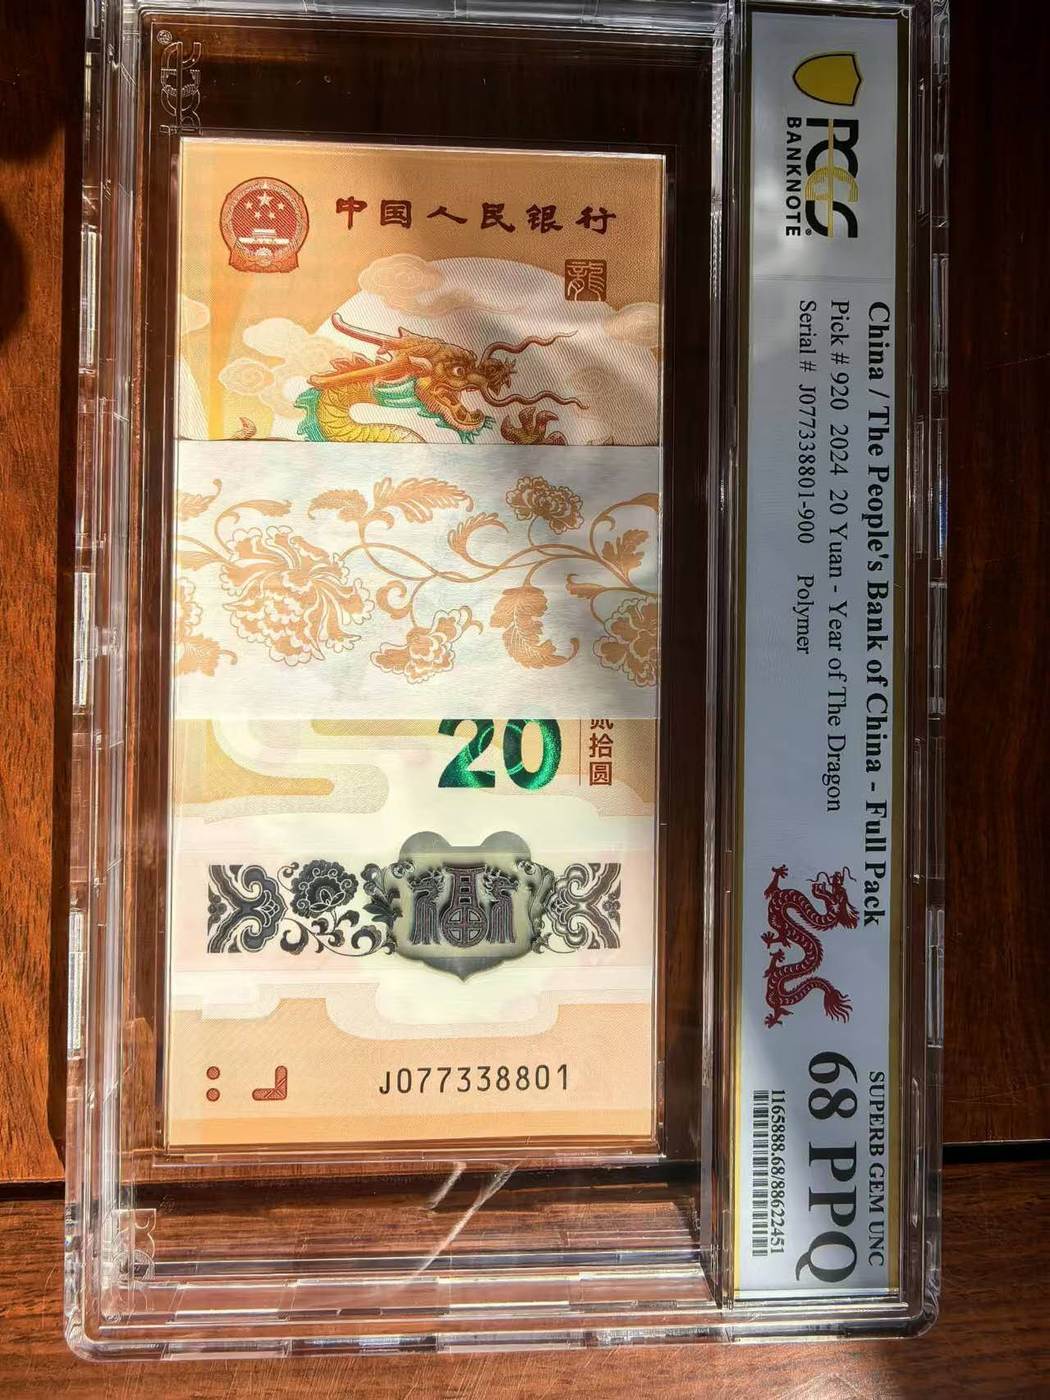 中国人民银行
龍
20
贰拾圆
J077338801
PCGS
BANKNOTE
China / The People's Bank of China - Full Pack
Pick # 920 2024 20 Yuan - Year of The Dragon
Serial # J077338801-900 Polymer
SUPERB GEM UNC
68 PPQ
1165888.68/88622451